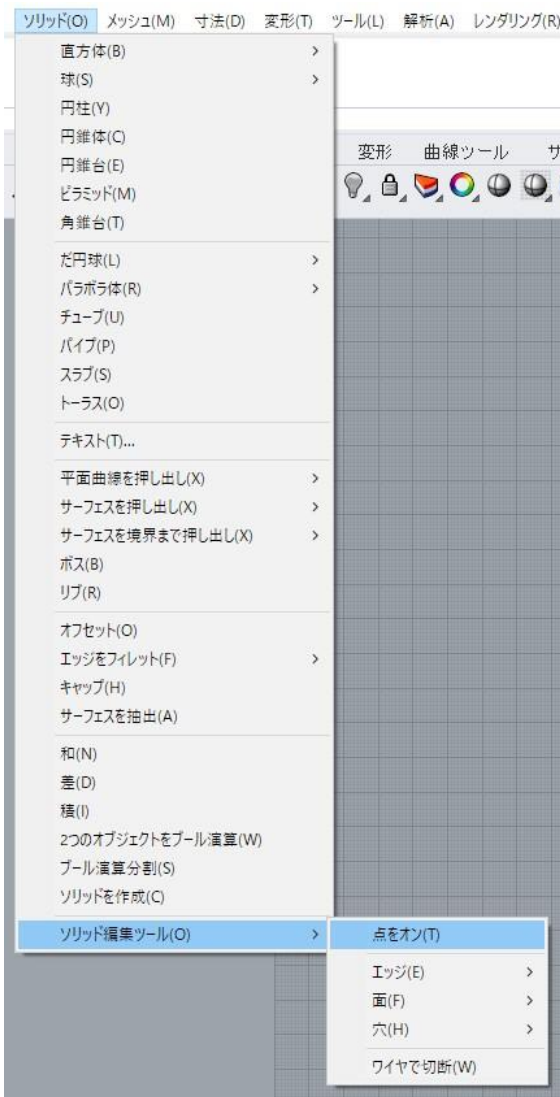 ソリッド(O) メッシュ(M) 寸法(D) 変形(T) ツール(L) 解析(A) レンダリング(R)
直方体(B)
球(S)
円柱(Y)
円錐体(C)
円錐台(E)
ピラミッド(M)
角錐台(T)
変形 曲線ツール サ
だ円球(L)
パラボラ体(R)
チューブ(U)
パイプ(P)
スラブ(S)
トーラス(O)
テキスト(T)...
平面曲線を押し出し(X)
サーフェスを押し出し(X)
サーフェスを境界まで押し出し(X)
ボス(B)
リブ(R)
オフセット(O)
エッジをフィレット(F)
キャップ(H)
サーフェスを抽出(A)
和(N)
差(D)
積(I)
2つのオブジェクトをブール演算(W)
ブール演算分割(S)
ソリッドを作成(C)
ソリッド編集ツール(O)
点をオン(T)
エッジ(E)
面(F)
穴(H)
ワイヤで切断(W)